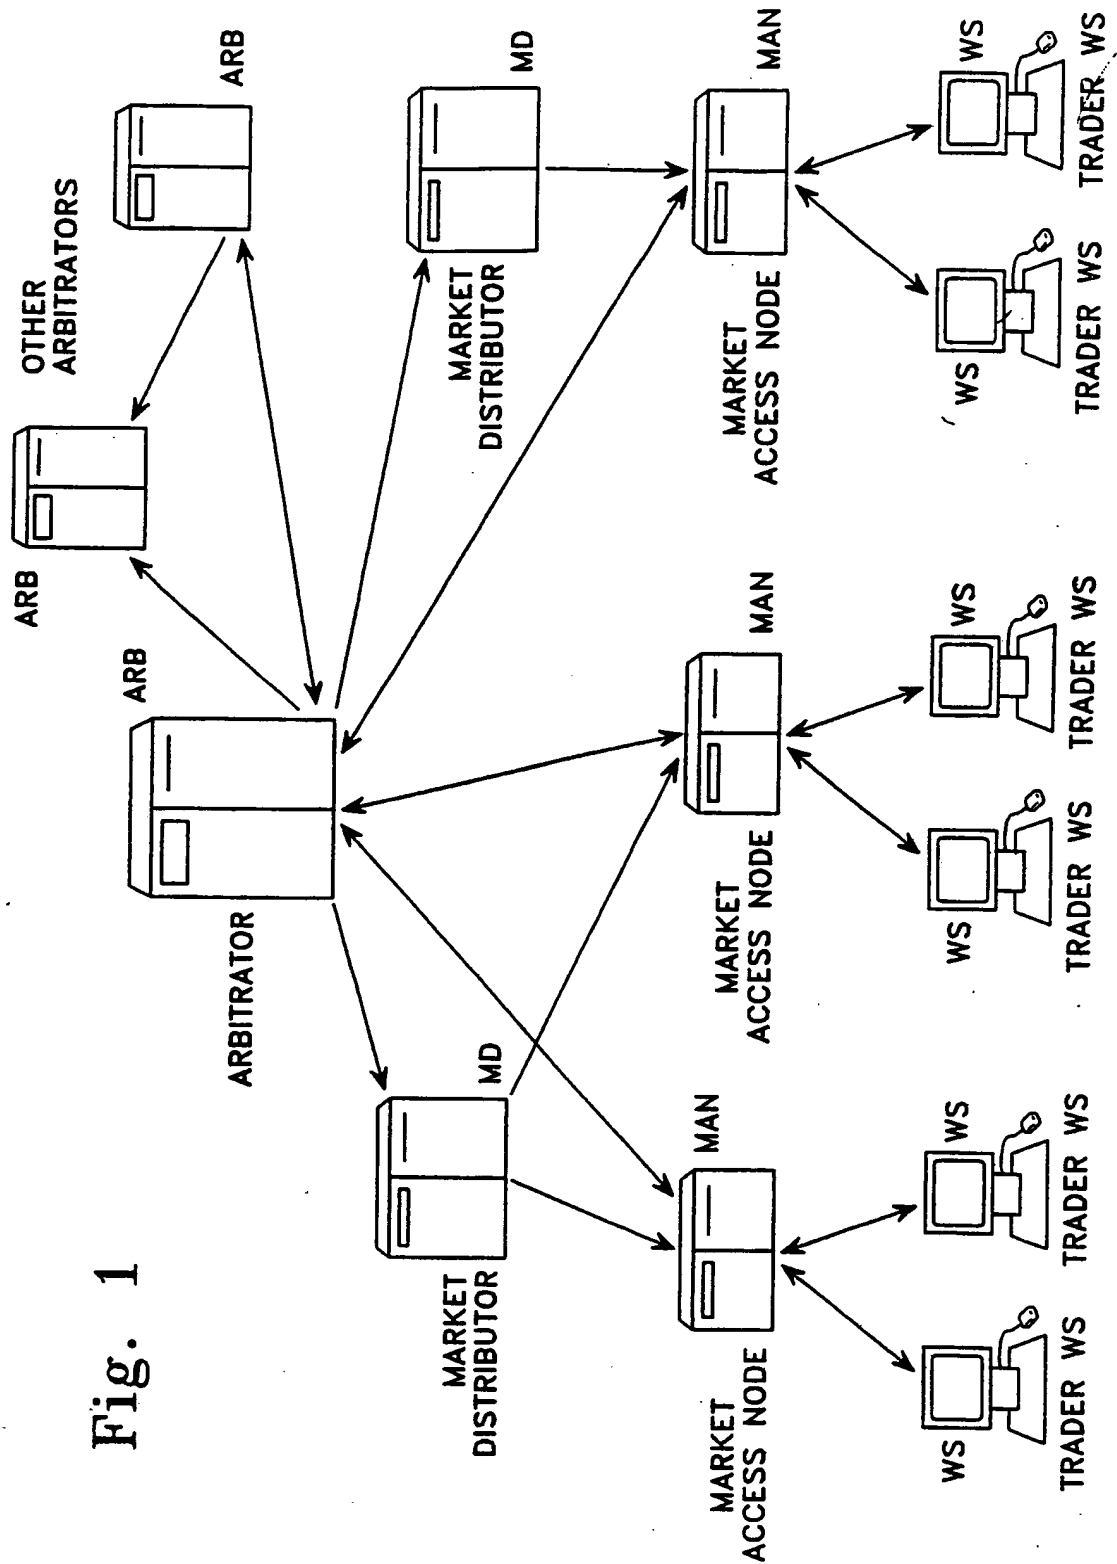 Fig. 1
ARB
OTHER
ARBITRATORS
ARB
ARB
ARBITRATOR
MARKET
DISTRIBUTOR
MD
MARKET
DISTRIBUTOR
MD
MARKET
ACCESS NODE
MAN
MARKET
ACCESS NODE
MAN
MARKET
ACCESS NODE
MAN
WS
TRADER WS
WS
TRADER WS
WS
TRADER WS
WS
TRADER WS
WS
TRADER WS
WS
TRADER WS